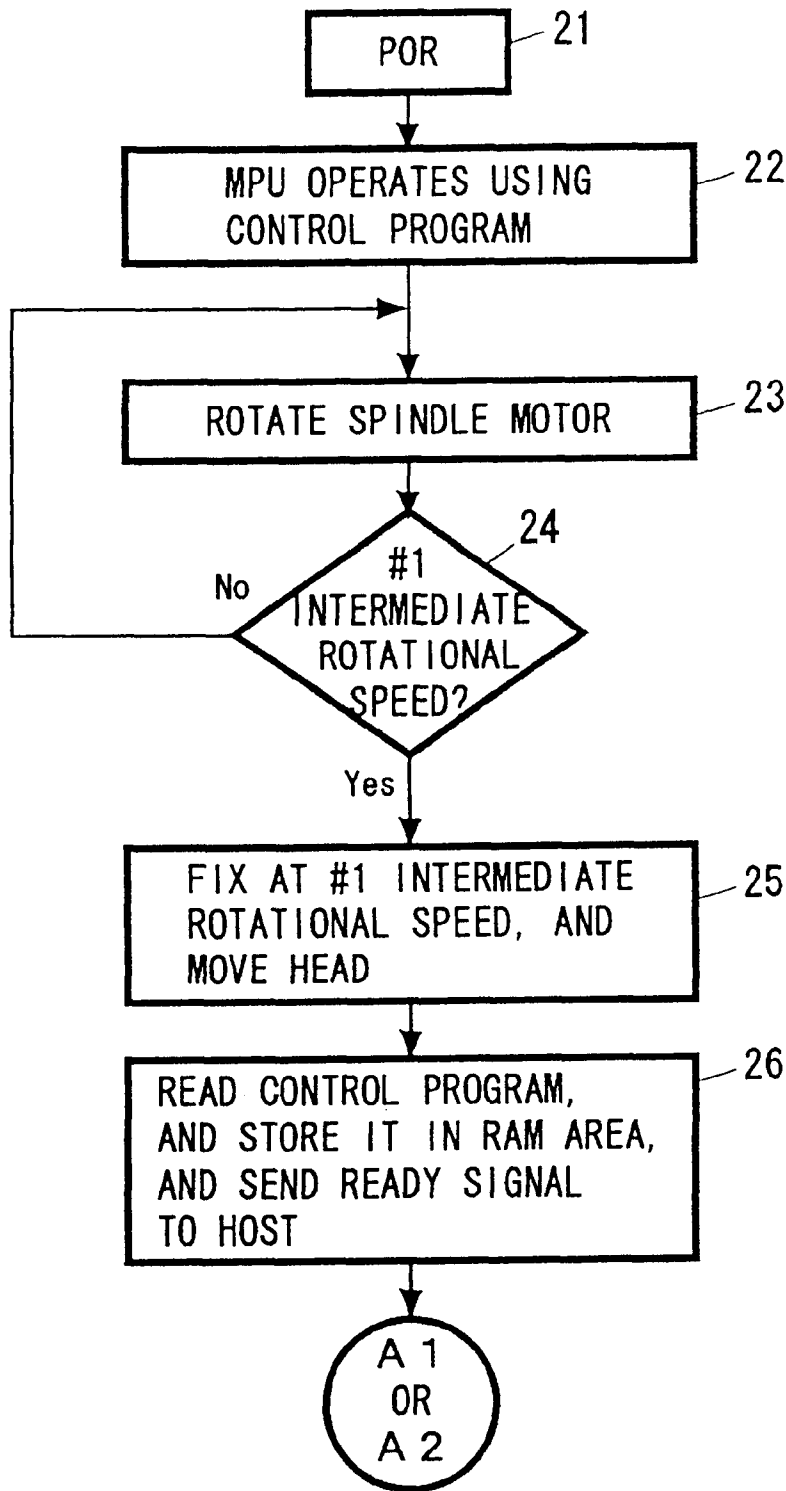 POR
21
MPU OPERATES USING
CONTROL PROGRAM
22
ROTATE SPINDLE MOTOR
23
24
#1
INTERMEDIATE
ROTATIONAL
SPEED?
No
Yes
FIX AT #1 INTERMEDIATE
ROTATIONAL SPEED, AND
MOVE HEAD
25
READ CONTROL PROGRAM,
AND STORE IT IN RAM AREA,
AND SEND READY SIGNAL
TO HOST
26
A 1
OR
A 2